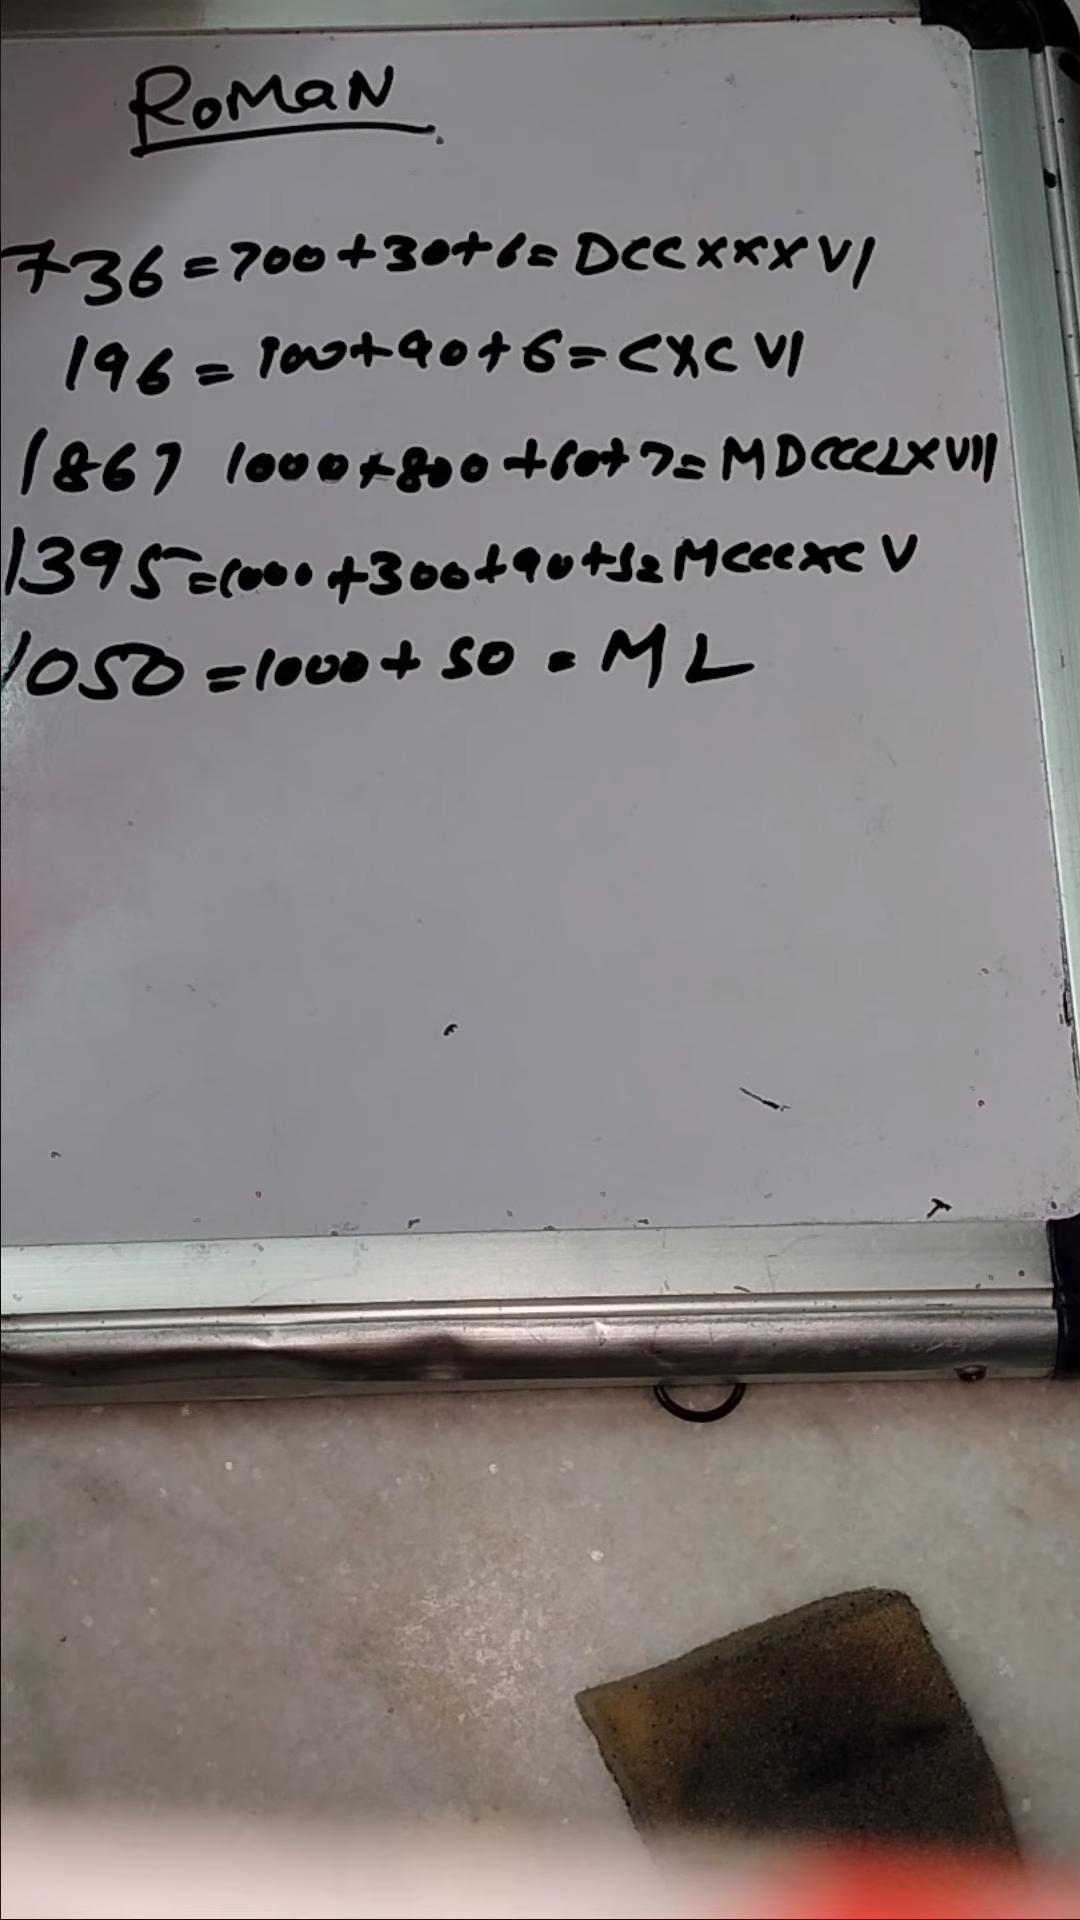 RoMaN
736=700+30+6=DCCXXXVI
196=100+90+6=CXCVI
1867 1000+800+60+7=MDCCCLXVII
1395=1000+300+90+5=MCCCXCV
1050=1000+50=ML